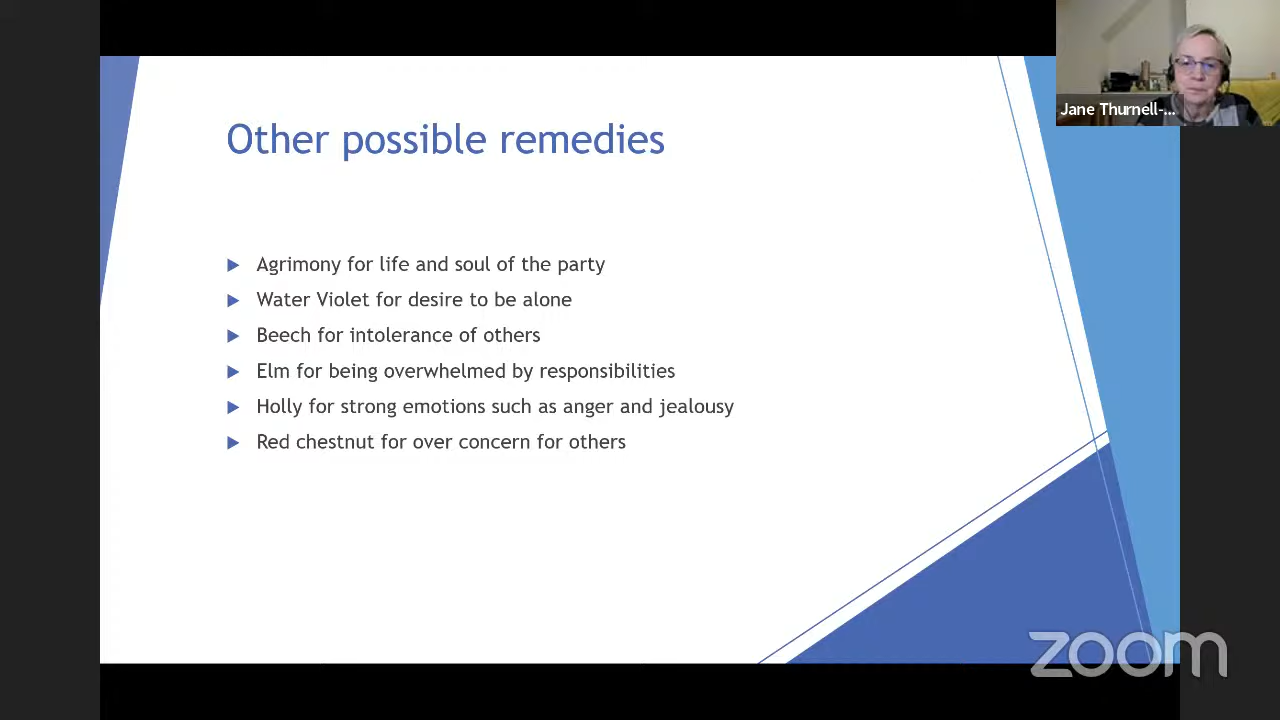 Jane Thurnell-...
Other possible remedies
Agrimony for life and soul of the party
Water Violet for desire to be alone
Beech for intolerance of others
Elm for being overwhelmed by responsibilities
Holly for strong emotions such as anger and jealousy
Red chestnut for over concern for others
zoom